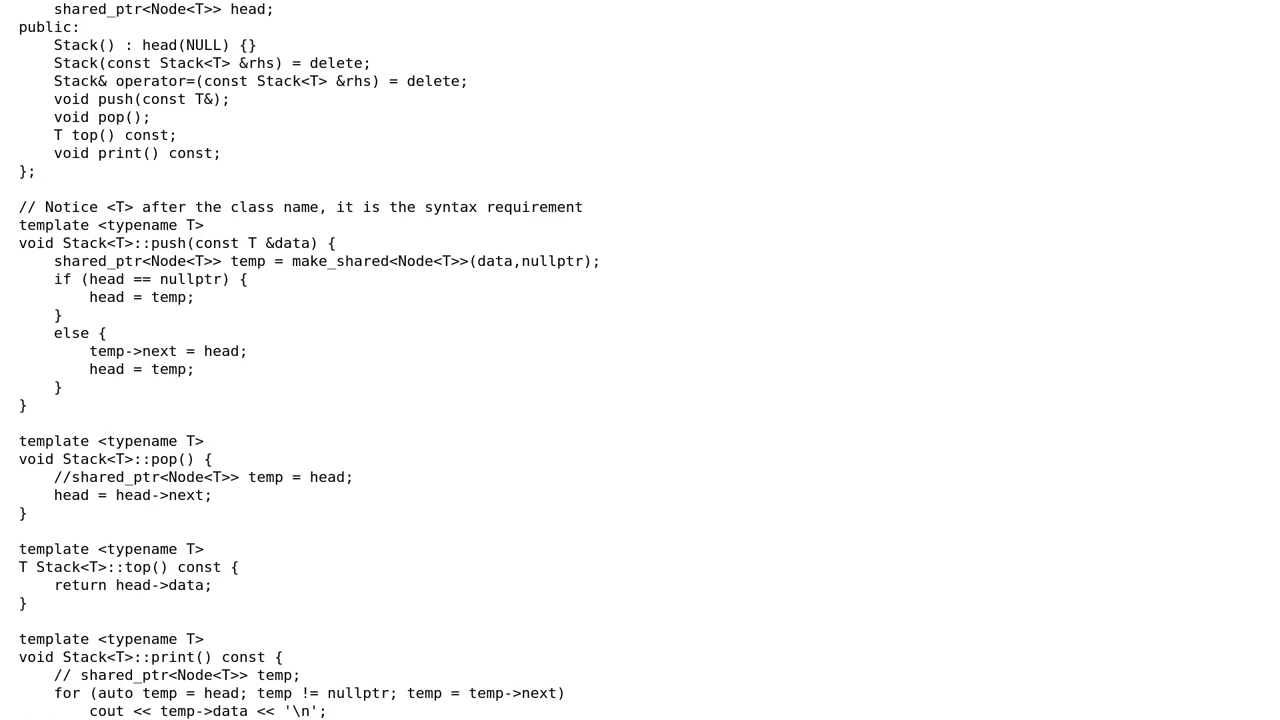 shared_ptr<Node<T>> head;
public:
    Stack() : head(NULL) {}
    Stack(const Stack<T> &rhs) = delete;
    Stack& operator=(const Stack<T> &rhs) = delete;
    void push(const T&);
    void pop();
    T top() const;
    void print() const;
};

// Notice <T> after the class name, it is the syntax requirement
template <typename T>
void Stack<T>::push(const T &data) {
    shared_ptr<Node<T>> temp = make_shared<Node<T>>(data,nullptr);
    if (head == nullptr) {
        head = temp;
    }
    else {
        temp->next = head;
        head = temp;
    }
}

template <typename T>
void Stack<T>::pop() {
    //shared_ptr<Node<T>> temp = head;
    head = head->next;
}

template <typename T>
T Stack<T>::top() const {
    return head->data;
}

template <typename T>
void Stack<T>::print() const {
    // shared_ptr<Node<T>> temp;
    for (auto temp = head; temp != nullptr; temp = temp->next)
        cout << temp->data << '\n';